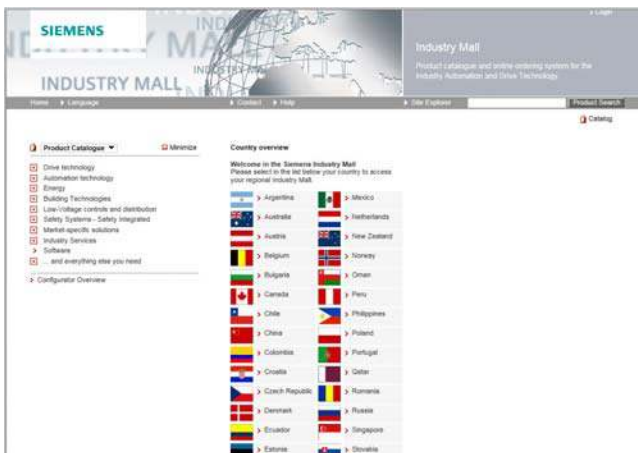 SIEMENS
INDUSTRY MALL
Login
Industry Mall
Product catalogue and online ordering system for the
Industry Automation and Drive Technology.
Home Language Contact Help Site Explorer Product Search
Catalog
Product Catalogue Minimize
Drive technology
Automation technology
Energy
Building Technologies
Low-Voltage controls and distribution
Safety Systems - Safety Integrated
Market-specific solutions
Industry Services
Software
... and everything else you need
Configurator Overview
Country overview
Welcome in the Siemens Industry Mall
Please select in the list below your country to access
your regional Industry Mall.
Argentina Mexico
Australia Netherlands
Austria New Zealand
Belgium Norway
Bulgaria Oman
Canada Peru
Chile Philippines
China Poland
Colombia Portugal
Croatia Qatar
Czech Republic Romania
Denmark Russia
Ecuador Singapore
Estonia Slovakia